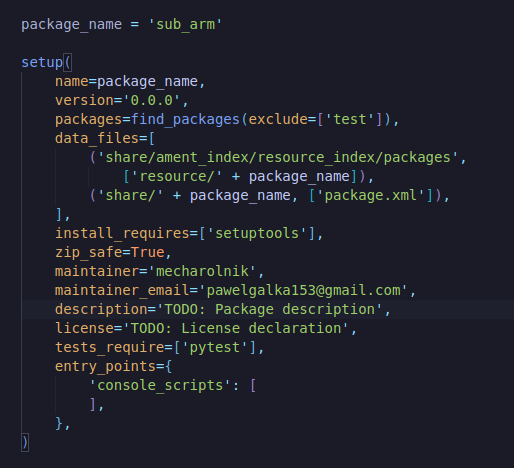 package_name = 'sub_arm'
setup(
    name=package_name,
    version='0.0.0',
    packages=find_packages(exclude=['test']),
    data_files=[
        ('share/ament_index/resource_index/packages',
            ['resource/' + package_name]),
        ('share/' + package_name, ['package.xml']),
    ],
    install_requires=['setuptools'],
    zip_safe=True,
    maintainer='mecharolnik',
    maintainer_email='pawelgalka153@gmail.com',
    description='TODO: Package description',
    license='TODO: License declaration',
    tests_require=['pytest'],
    entry_points={
        'console_scripts': [
        ],
    },
)